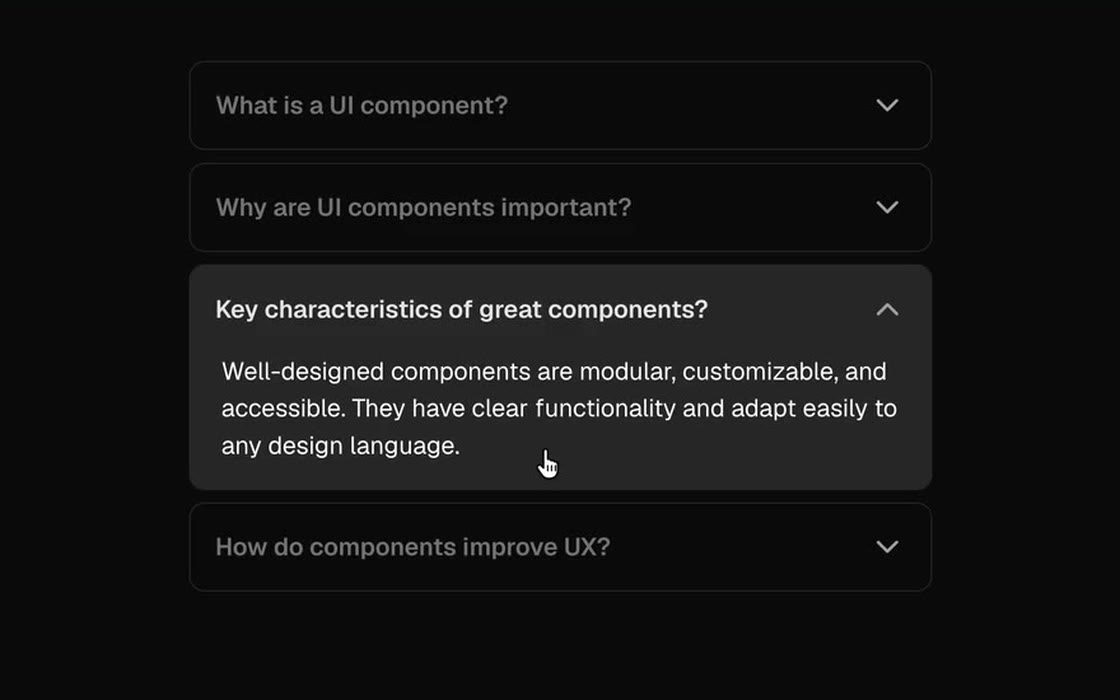 What is a UI component?
Why are UI components important?
Key characteristics of great components?
Well-designed components are modular, customizable, and
accessible. They have clear functionality and adapt easily to
any design language.
How do components improve UX?